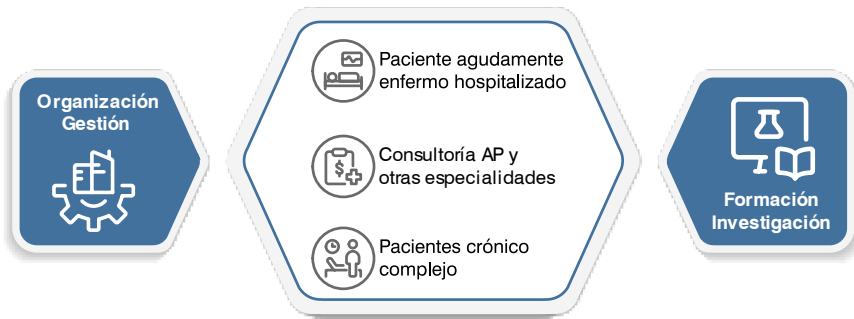 Organización
Gestión
Paciente agudamente
enfermo hospitalizado
$
Consultoría AP y
otras especialidades
Pacientes crónico
complejo
Formación
Investigación